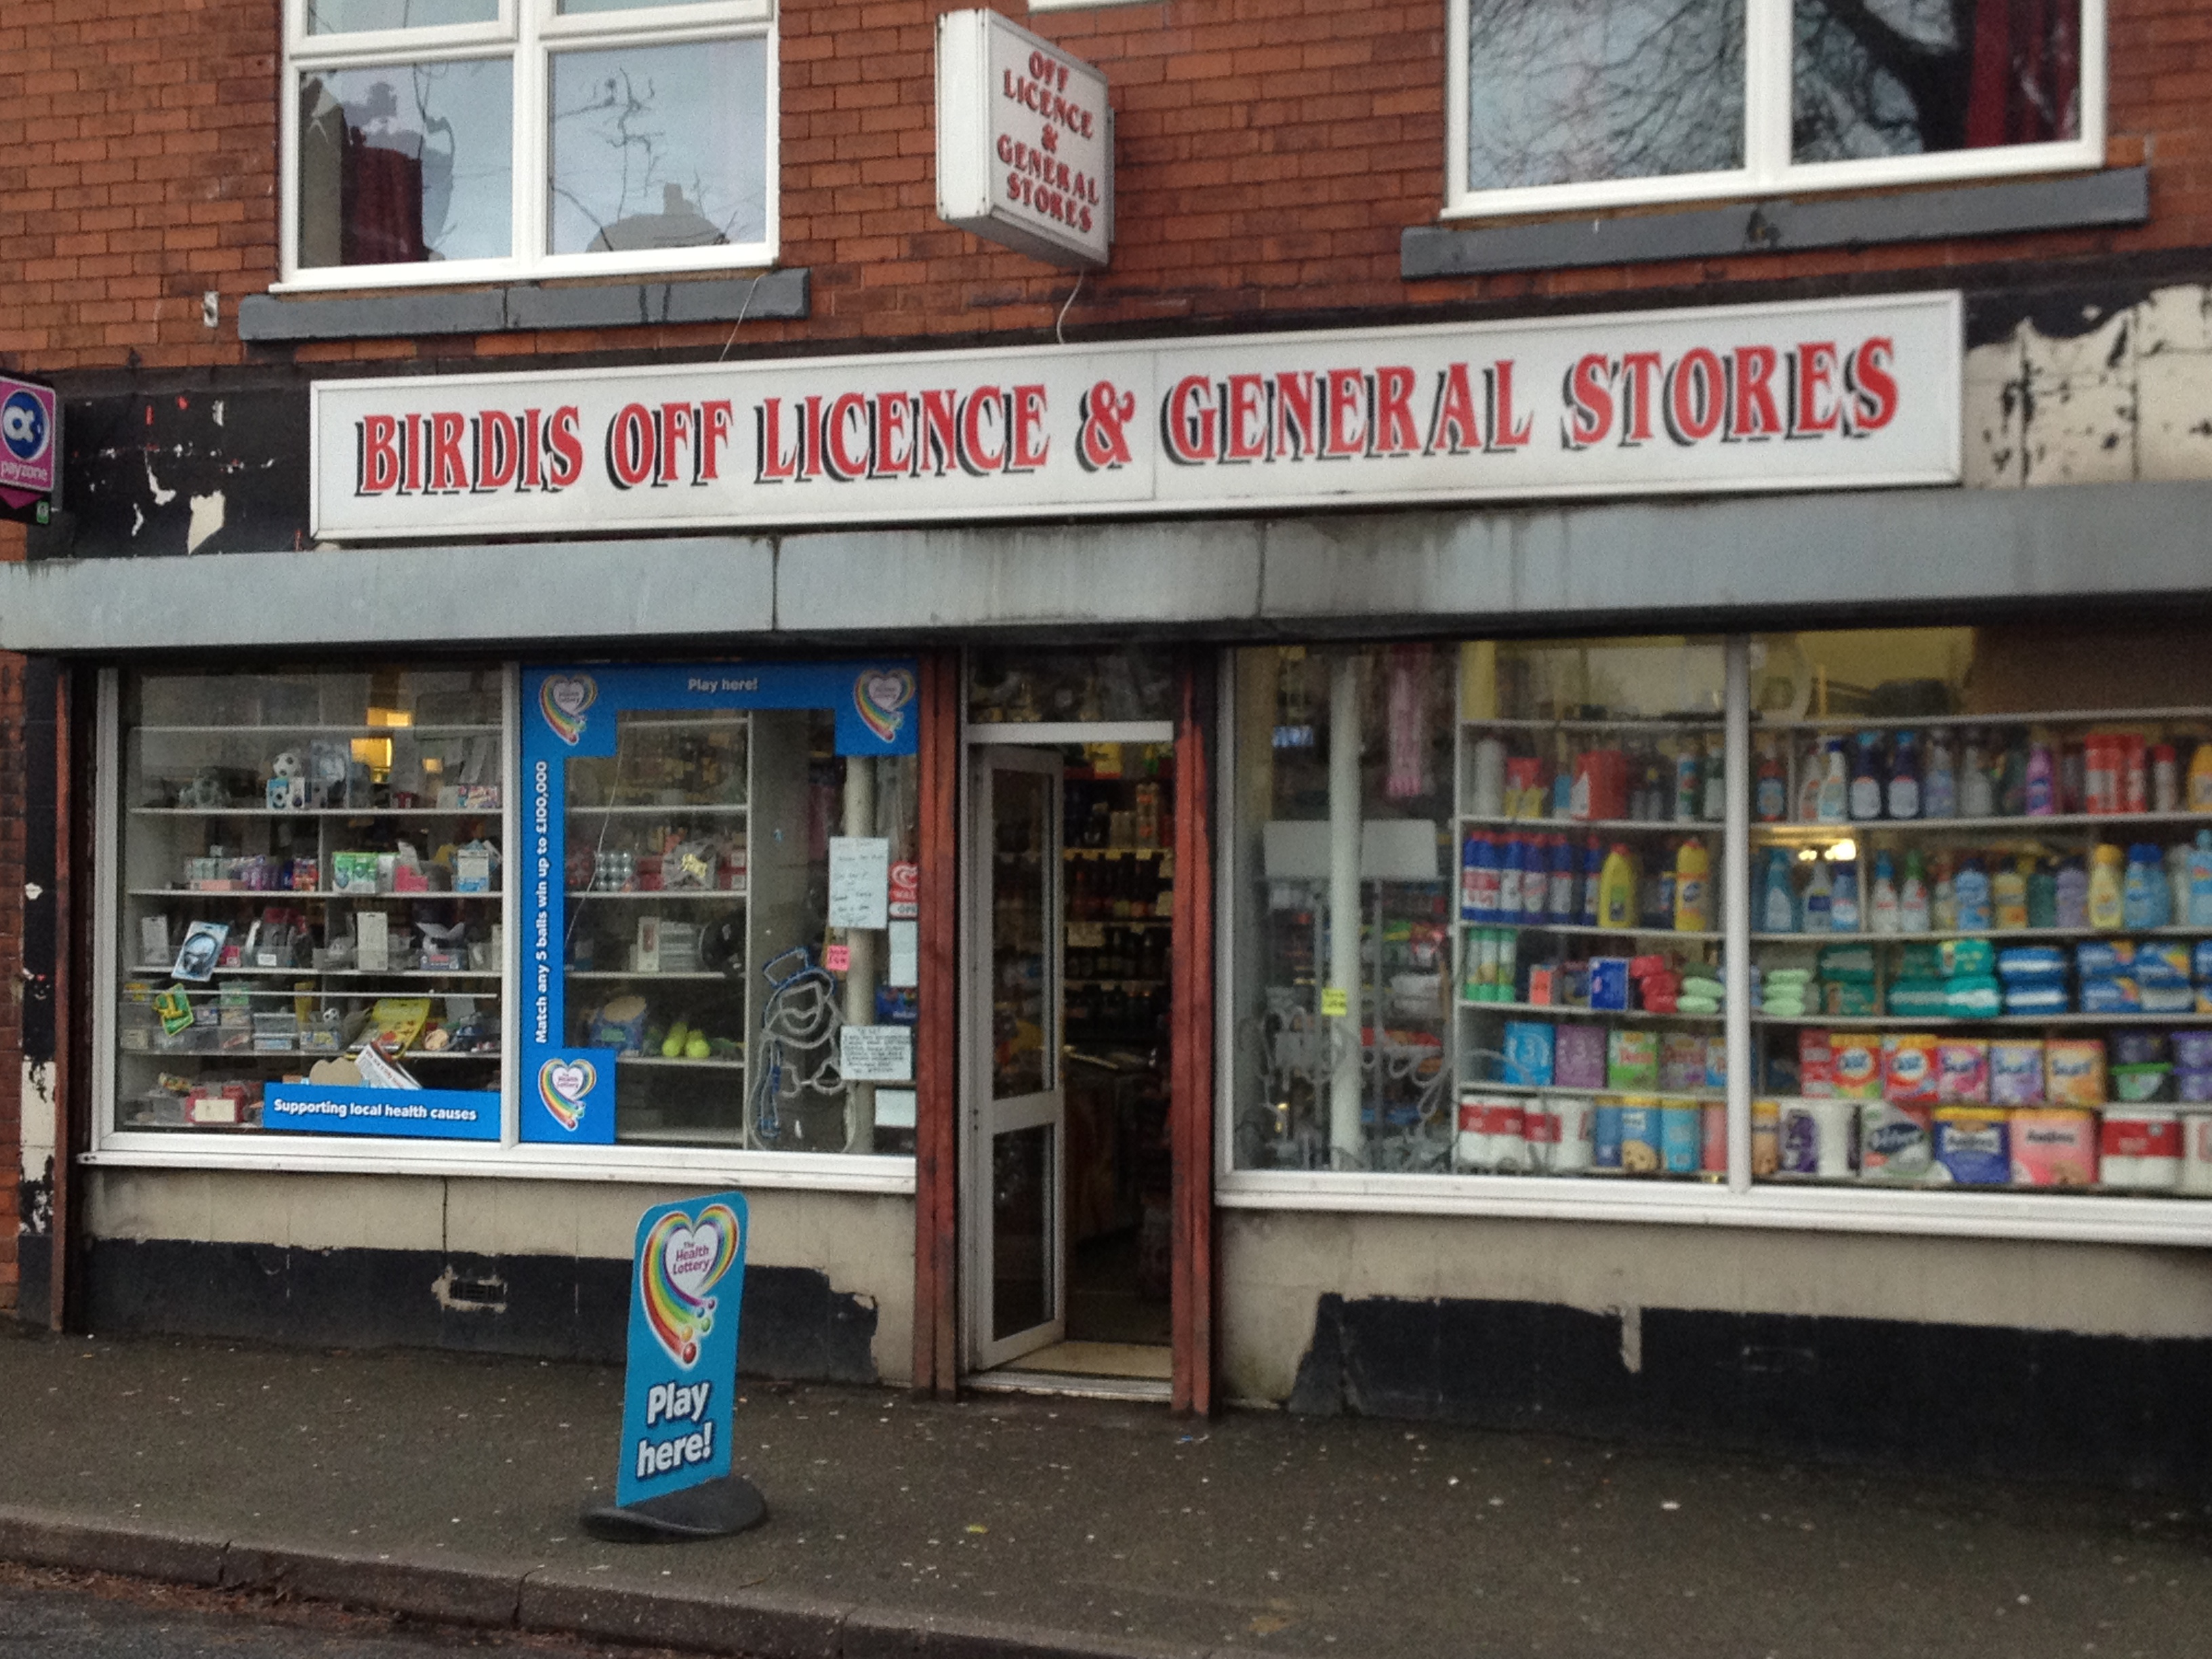 OFF
LICENCE
&
GENERAL
STORES
BIRDIS OFF LICENCE & GENERAL STORES
payzone
Play here!
Match any 5 balls win up to £100,000
Supporting local health causes
The
Health
Lottery
Play
here!